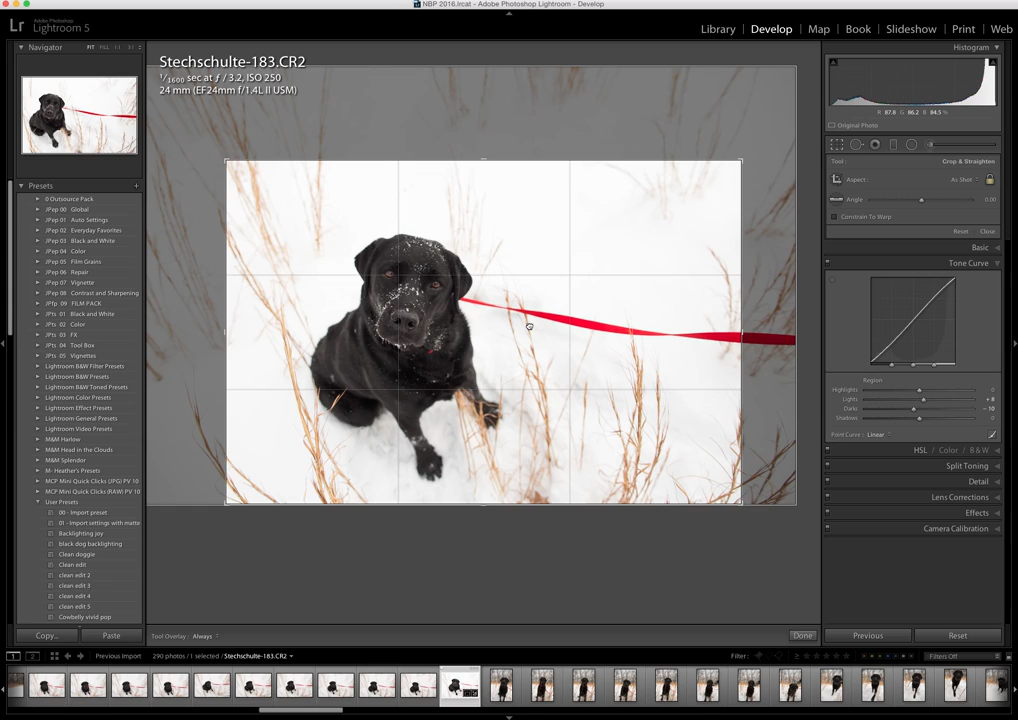 NBP 2016.lrcat - Adobe Photoshop Lightroom - Develop
Lr
Adobe Photoshop
Lightroom 5
Library | Develop | Map | Book | Slideshow | Print | Web
Navigator FIT FILL 1:1 3:1
Presets +
0 Outsource Pack
JPep 00 Global
JPep 01 Auto Settings
JPep 02 Everyday Favorites
JPep 03 Black and White
JPep 04 Color
JPep 05 Film Grains
JPep 06 Repair
JPep 07 Vignette
JPep 08 Contrast and Sharpening
JPfp 09 FILM PACK
JPts 01 Black and White
JPts 02 Color
JPts 03 FX
JPts 04 Tool Box
JPts 05 Vignettes
Lightroom B&W Filter Presets
Lightroom B&W Presets
Lightroom B&W Toned Presets
Lightroom Color Presets
Lightroom Effect Presets
Lightroom General Presets
Lightroom Video Presets
M&M Harlow
M&M Head in the Clouds
M&M Splendor
M- Heather's Presets
MCP Mini Quick Clicks (JPG) PV 10
MCP Mini Quick Clicks(RAW) PV 10
User Presets
00 - Import preset
01 - Import settings with matte
Backlighting joy
black dog backlighting
Clean doggie
Clean edit
clean edit 2
clean edit 3
clean edit 4
clean edit 5
Cowbelly vivid pop
Copy... Paste
Stechschulte-183.CR2
1/1600 sec at ƒ / 3.2, ISO 250
24 mm (EF24mm f/1.4L II USM)
Tool Overlay: Always
Done
Histogram
R 87.8 G 86.2 B 84.5 %
Original Photo
Tool : Crop & Straighten
Aspect : As Shot
Angle 0.00
Constrain To Warp
Reset Close
Basic
Tone Curve
Region
Highlights 0
Lights + 8
Darks - 10
Shadows 0
Point Curve : Linear
HSL / Color / B & W
Split Toning
Detail
Lens Corrections
Effects
Camera Calibration
Previous Reset
1 2 Previous Import 290 photos / 1 selected / Stechschulte-183.CR2 Filter : Filters Off